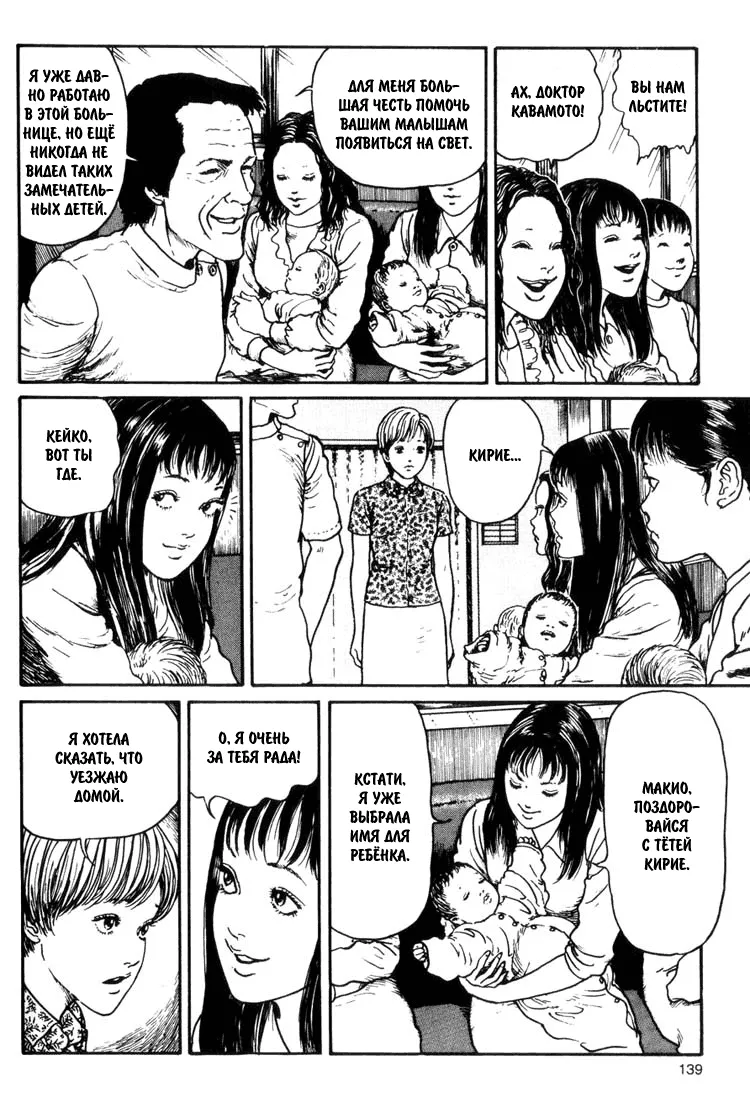 Я УЖЕ ДАВ-
НО РАБОТАЮ
В ЭТОЙ БОЛЬ-
НИЦЕ, НО ЕЩЁ
НИКОГДА НЕ
ВИДЕЛ ТАКИХ
ЗАМЕЧАТЕЛЬ-
НЫХ ДЕТЕЙ.
ДЛЯ МЕНЯ БОЛЬ-
ШАЯ ЧЕСТЬ ПОМОЧЬ
ВАШИМ МАЛЫШАМ
ПОЯВИТЬСЯ НА СВЕТ.
АХ, ДОКТОР
КАВАМОТО!
ВЫ НАМ
ЛЬСТИТЕ!
КЕЙКО,
ВОТ ТЫ
ГДЕ.
КИРИЕ...
Я ХОТЕЛА
СКАЗАТЬ, ЧТО
УЕЗЖАЮ
ДОМОЙ.
О, Я ОЧЕНЬ
ЗА ТЕБЯ РАДА!
КСТАТИ,
Я УЖЕ
ВЫБРАЛА
ИМЯ ДЛЯ
РЕБЁНКА.
МАКИО,
ПОЗДОРО-
ВАЙСЯ
С ТЁТЕЙ
КИРИЕ.
139